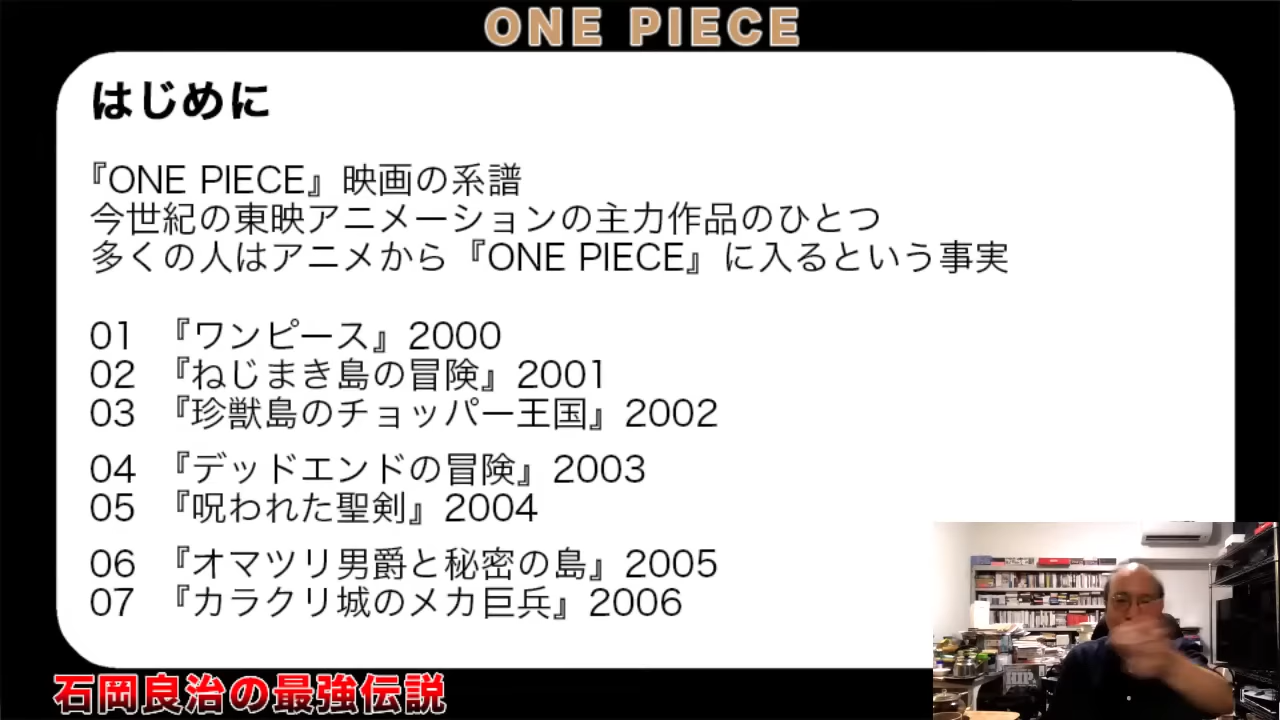 ONE PIECE
はじめに
『ONE PIECE』映画の系譜
今世紀の東映アニメーションの主力作品のひとつ
多くの人はアニメから『ONE PIECE』に入るという事実
01 『ワンピース』2000
02 『ねじまき島の冒険』2001
03 『珍獣島のチョッパー王国』2002
04 『デッドエンドの冒険』2003
05 『呪われた聖剣』2004
06 『オマツリ男爵と秘密の島』2005
07 『カラクリ城のメカ巨兵』2006
石岡良治の最強伝説
HIP.